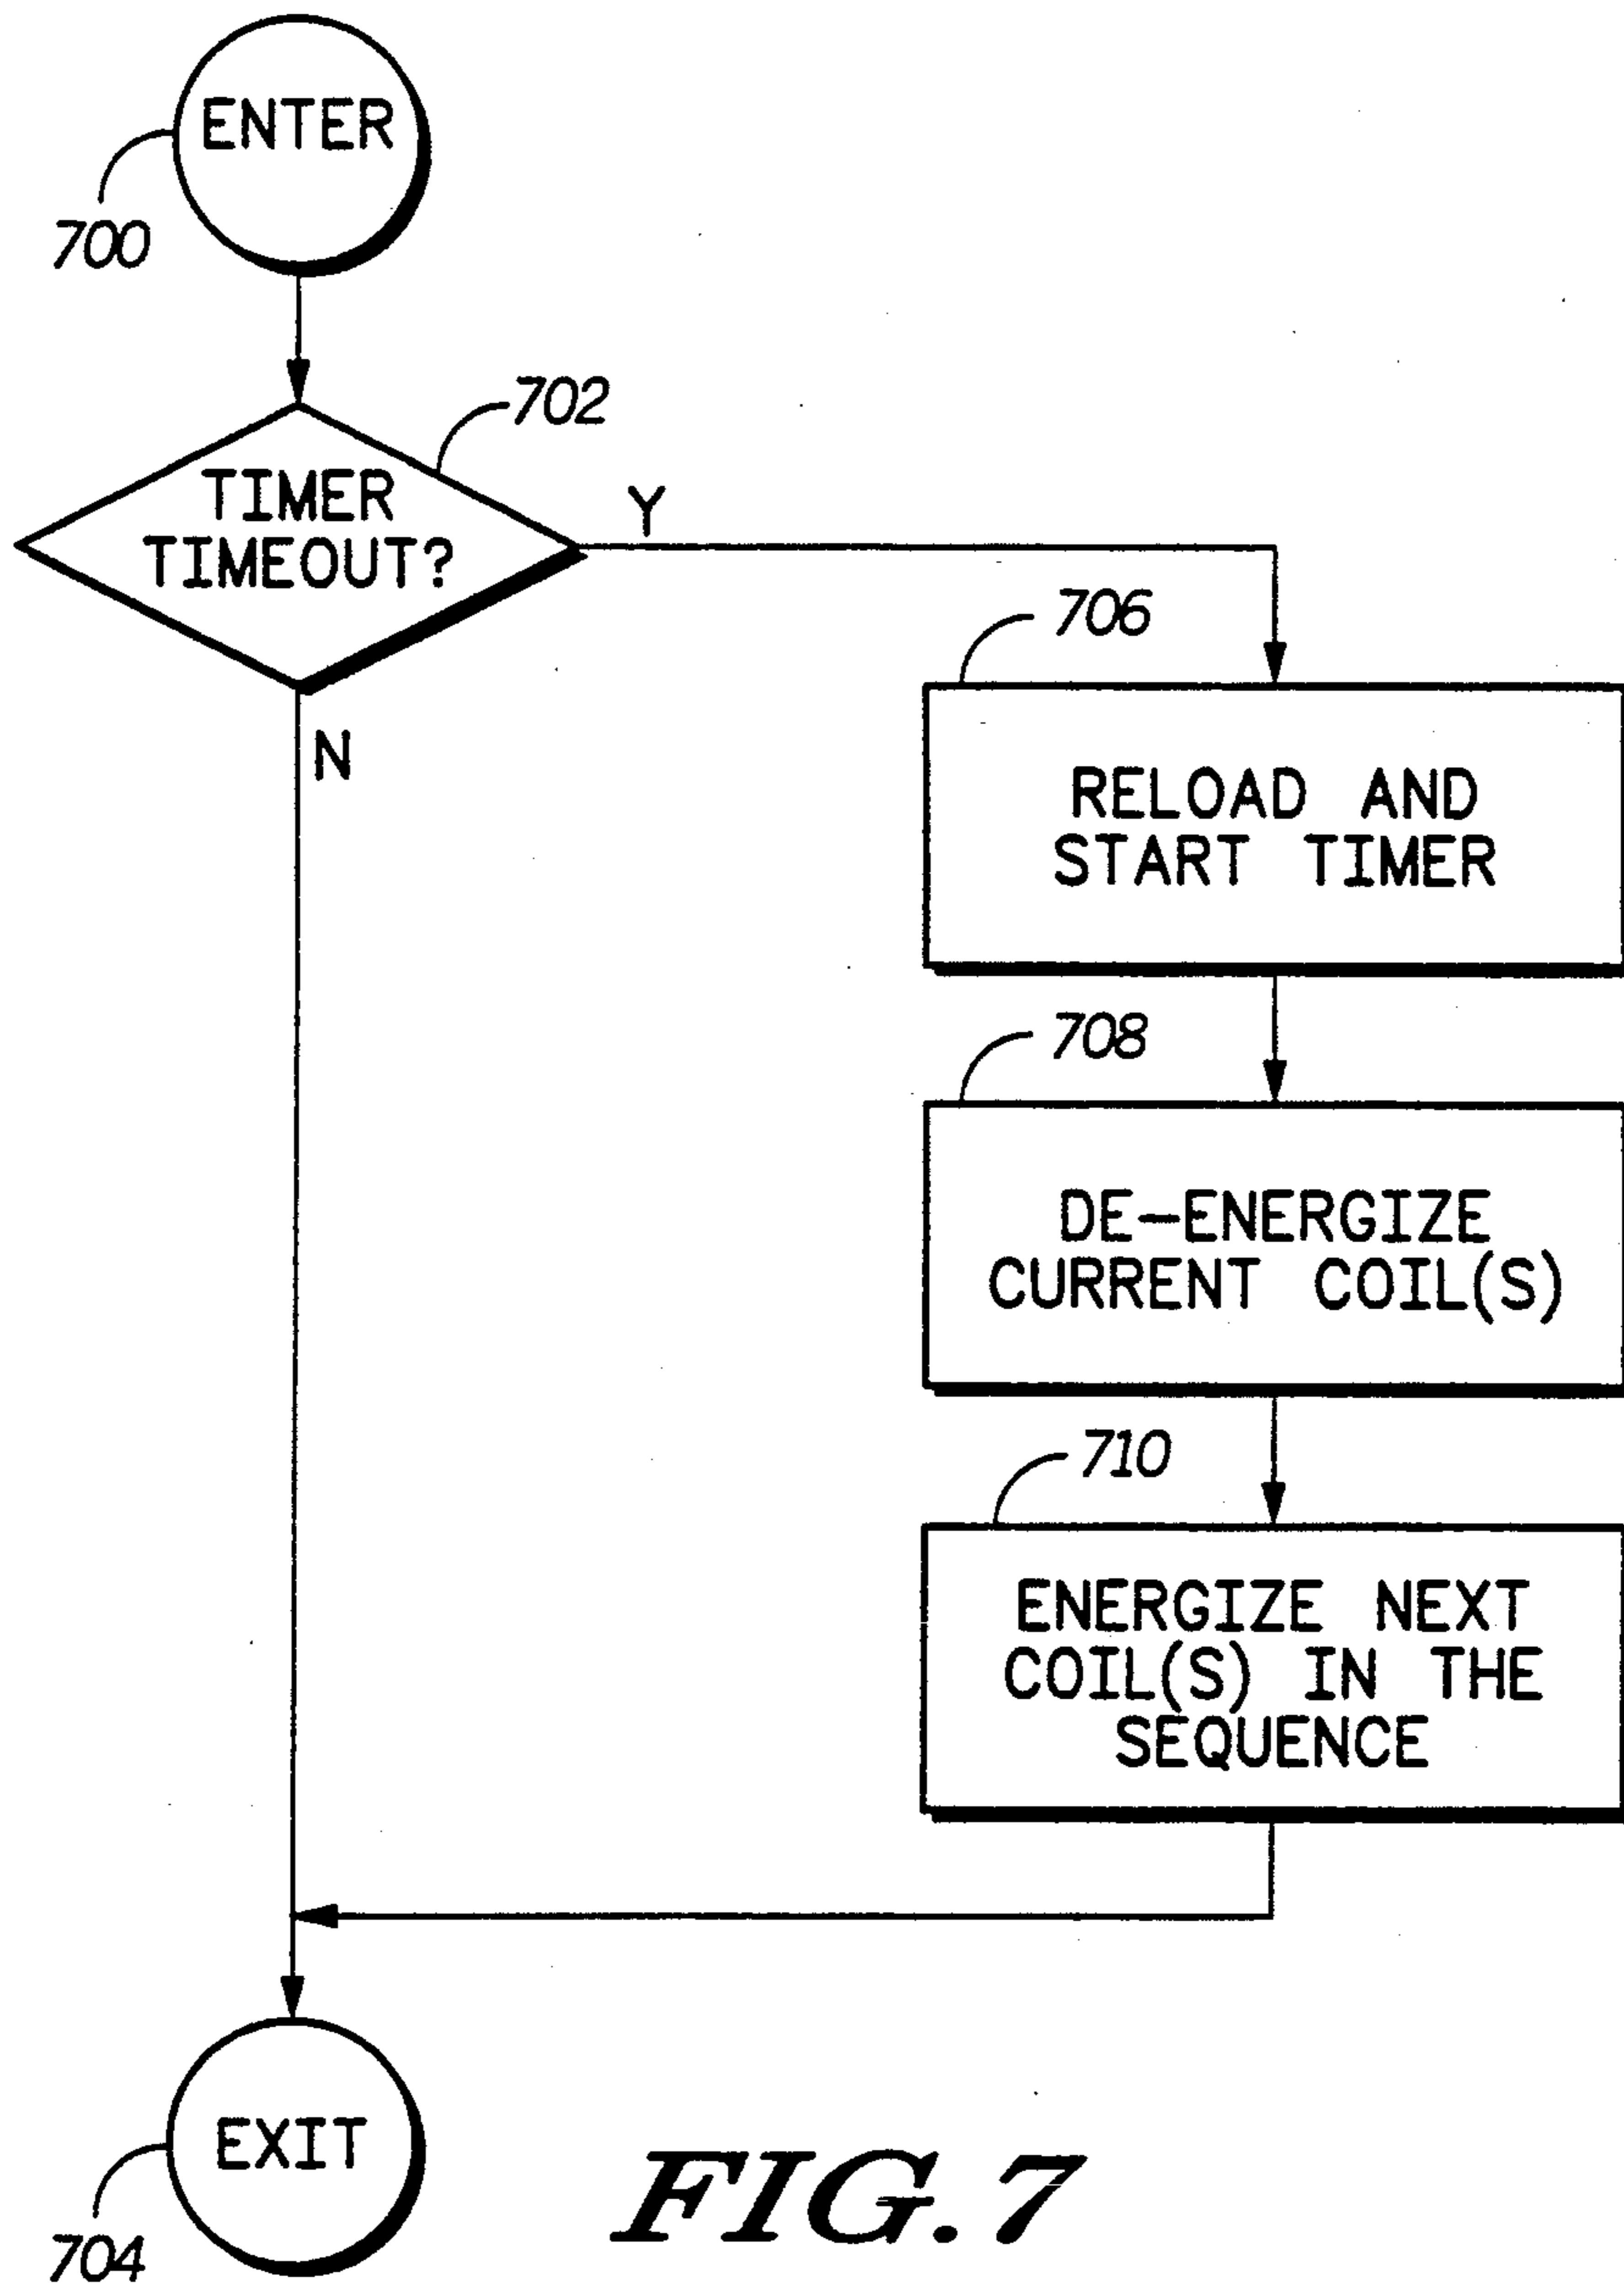 ENTER
700
702
TIMER
TIMEOUT?
Y
N
706
RELOAD AND
START TIMER
708
DE-ENERGIZE
CURRENT COIL(S)
710
ENERGIZE NEXT
COIL(S) IN THE
SEQUENCE
EXIT
704
FIG. 7